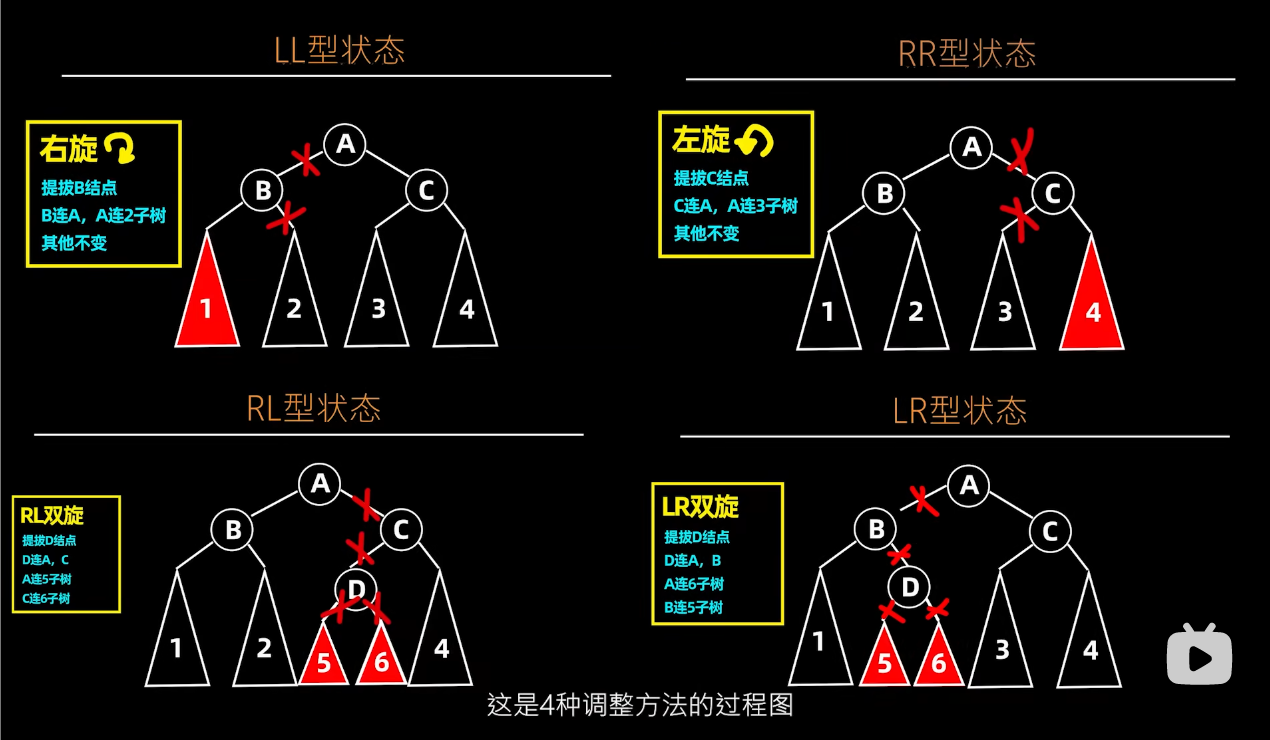 LL型状态
右旋
提拔B结点
B连A，A连2子树
其他不变
A
B
C
1
2
3
4
RR型状态
左旋
提拔C结点
C连A，A连3子树
其他不变
A
B
C
1
2
3
4
RL型状态
RL双旋
提拔D结点
D连A，C
A连5子树
C连6子树
A
B
C
D
1
2
5
6
4
LR型状态
LR双旋
提拔D结点
D连A，B
A连6子树
B连5子树
A
B
C
D
1
5
6
3
4
这是4种调整方法的过程图